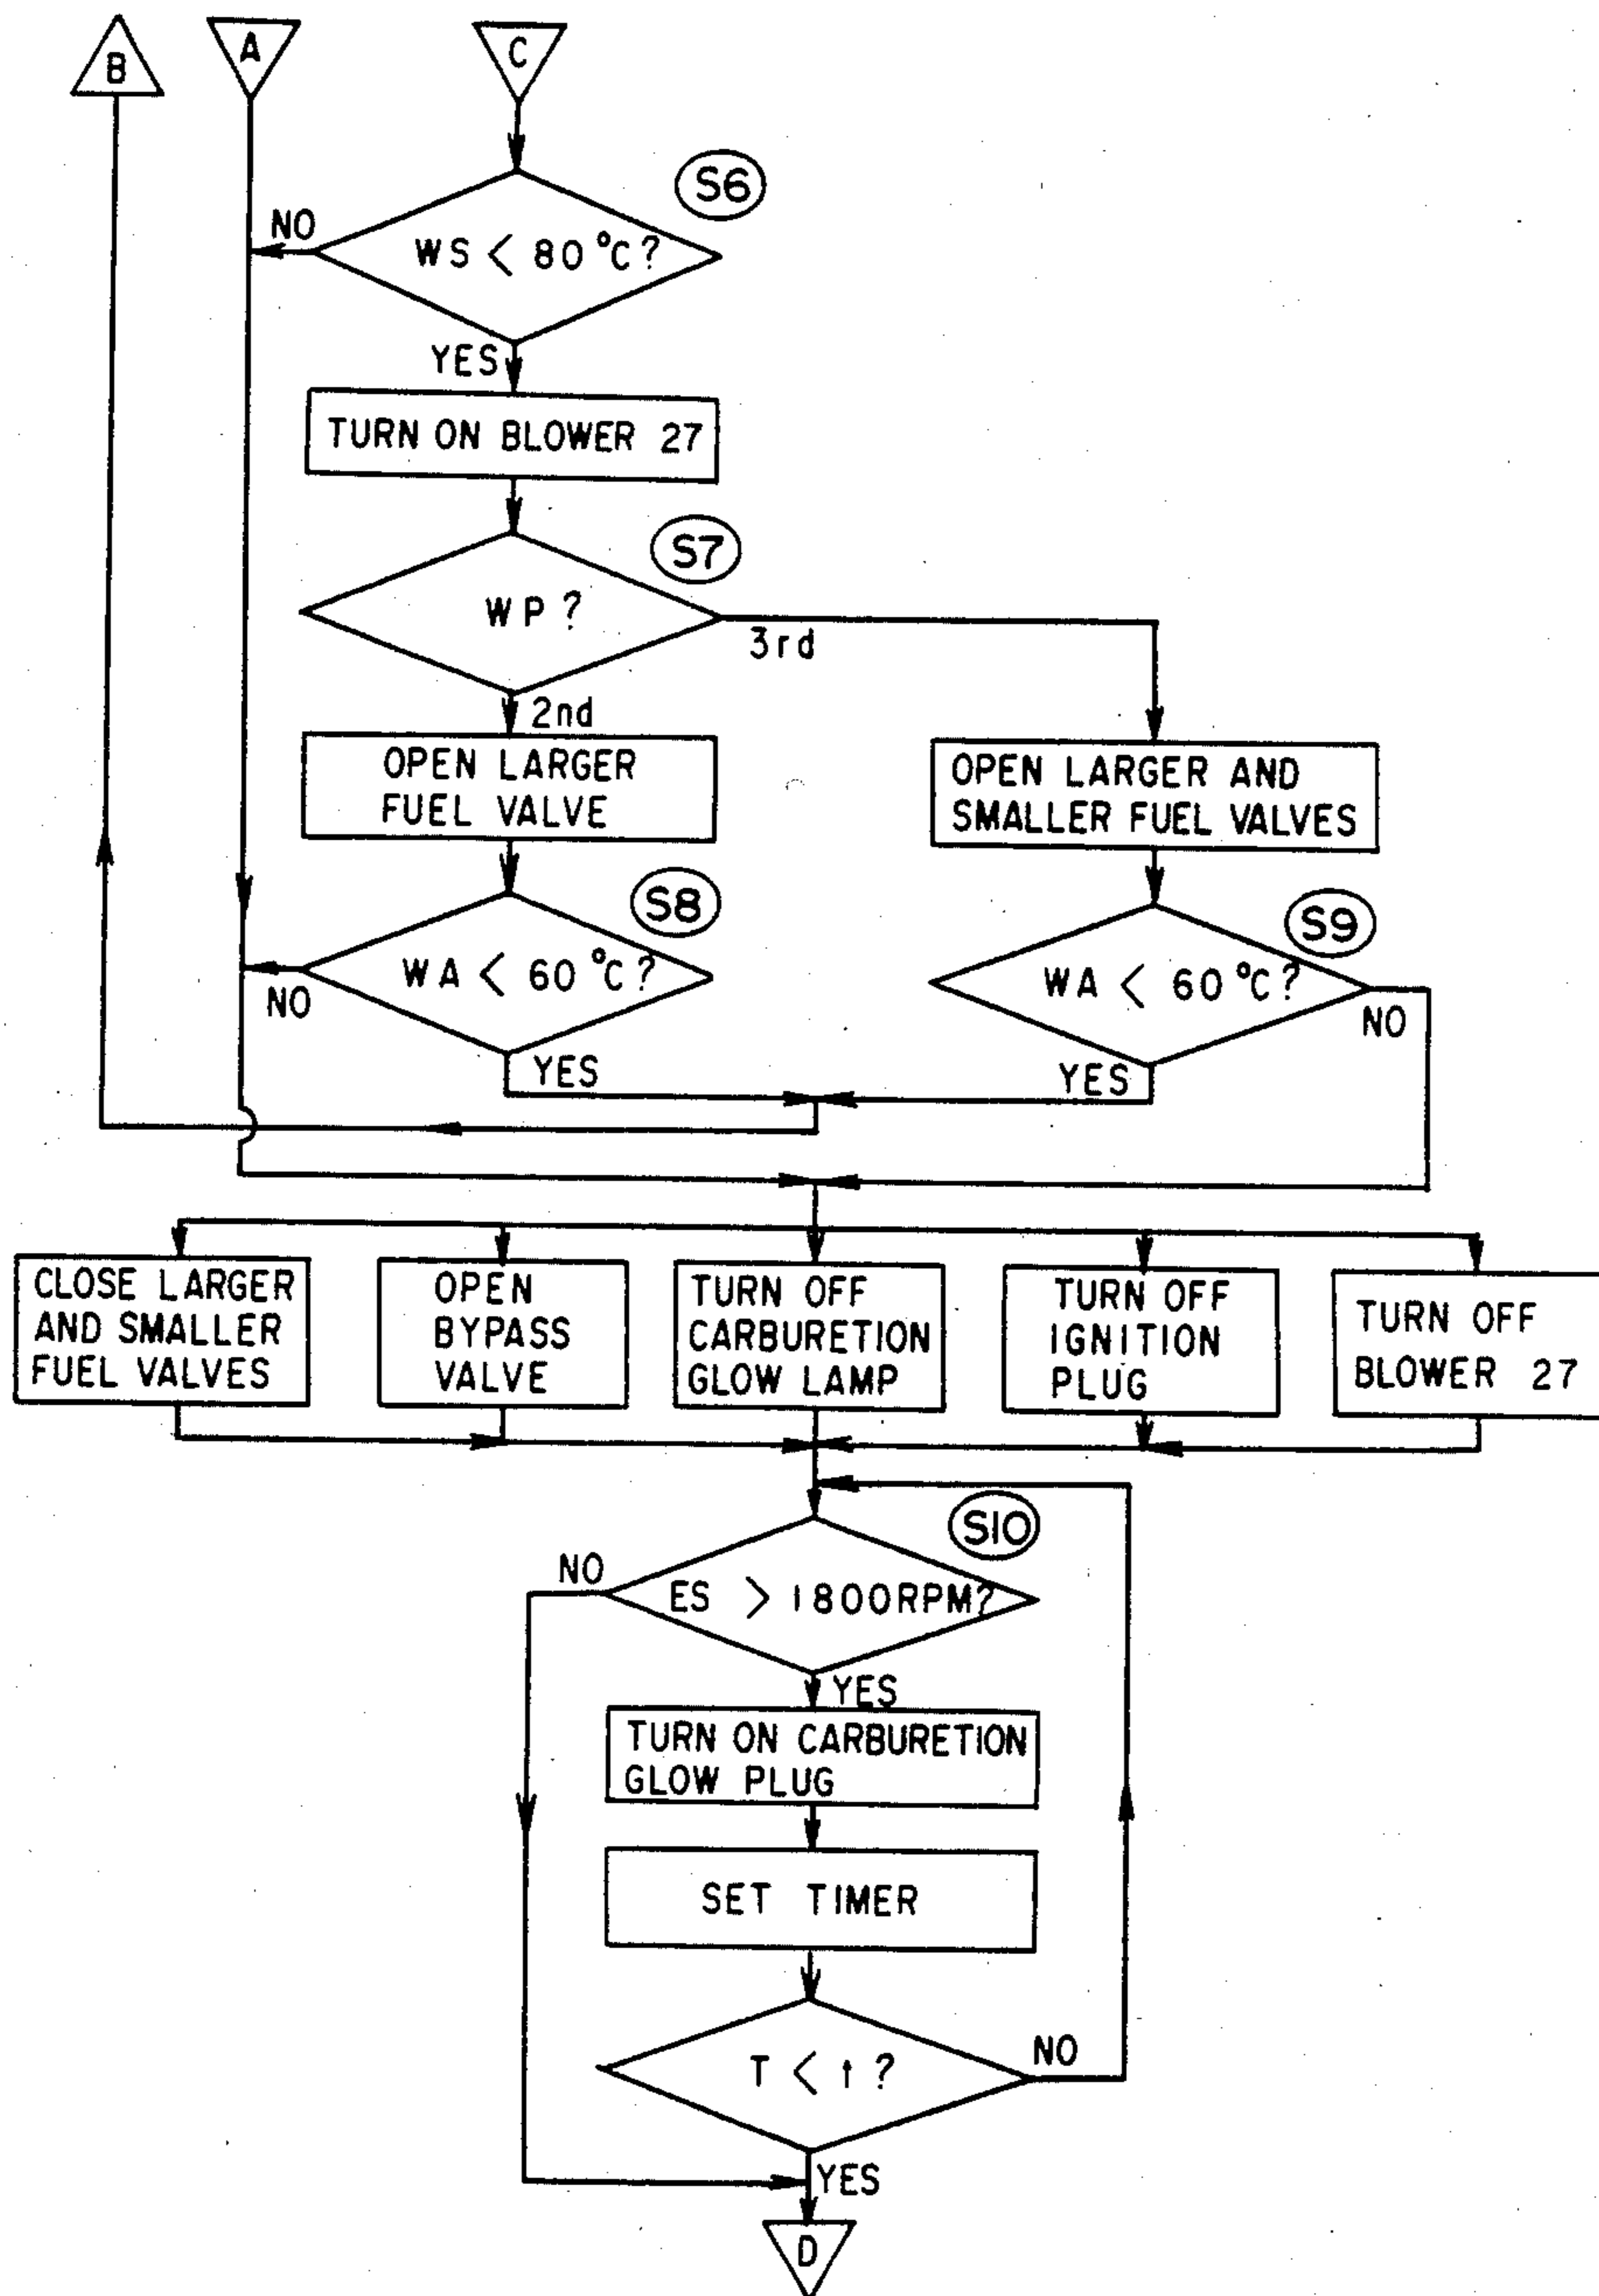 B
A
C
S6
NO
WS < 80 °C?
YES
TURN ON BLOWER 27
S7
WP?
3rd
2nd
OPEN LARGER
FUEL VALVE
OPEN LARGER AND
SMALLER FUEL VALVES
S8
S9
WA < 60 °C?
NO
YES
WA < 60 °C?
NO
YES
CLOSE LARGER
AND SMALLER
FUEL VALVES
OPEN
BYPASS
VALVE
TURN OFF
CARBURETION
GLOW LAMP
TURN OFF
IGNITION
PLUG
TURN OFF
BLOWER 27
S10
NO
ES > 1800RPM?
YES
TURN ON CARBURETION
GLOW PLUG
SET TIMER
T < t ?
NO
YES
D